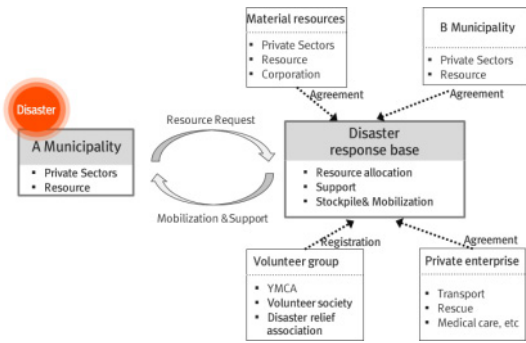 Material resources
Private Sectors
Resource
Corporation
B Municipality
Private Sectors
Resource
Agreement
Agreement
Disaster
A Municipality
Private Sectors
Resource
Resource Request
Mobilization & Support
Disaster
response base
Resource allocation
Support
Stockpile& Mobilization
Registration
Agreement
Volunteer group
YMCA
Volunteer society
Disaster relief
association
Private enterprise
Transport
Rescue
Medical care, etc